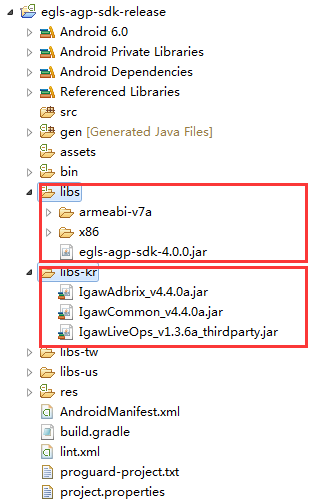 egls-agp-sdk-release
Android 6.0
Android Private Libraries
Android Dependencies
Referenced Libraries
src
gen [Generated Java Files]
assets
bin
libs
armeabi-v7a
x86
egls-agp-sdk-4.0.0.jar
libs-kr
IgawAdbrix_v4.4.0a.jar
IgawCommon_v4.4.0a.jar
IgawLiveOps_v1.3.6a_thirdparty.jar
libs-tw
libs-us
res
AndroidManifest.xml
build.gradle
lint.xml
proguard-project.txt
project.properties